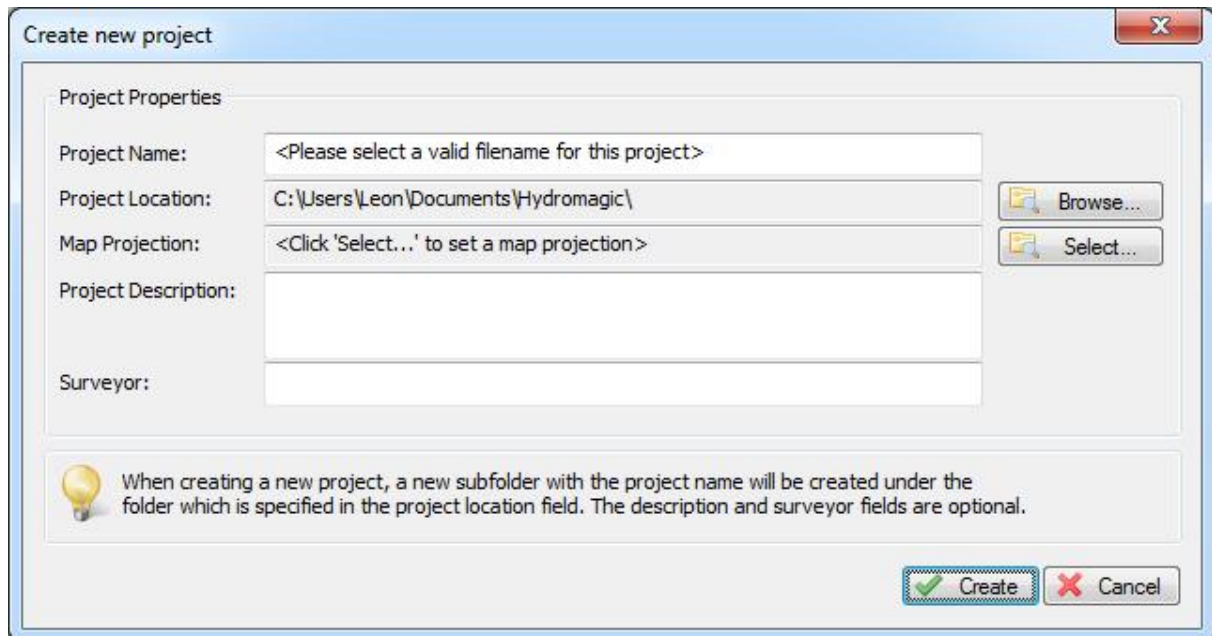 Create new project
Project Properties
Project Name: <Please select a valid filename for this project>
Project Location: C:\Users\Leon\Documents\Hydromagic\ Browse...
Map Projection: <Click 'Select...' to set a map projection> Select...
Project Description:
Surveyor:
When creating a new project, a new subfolder with the project name will be created under the
folder which is specified in the project location field. The description and surveyor fields are optional.
Create Cancel